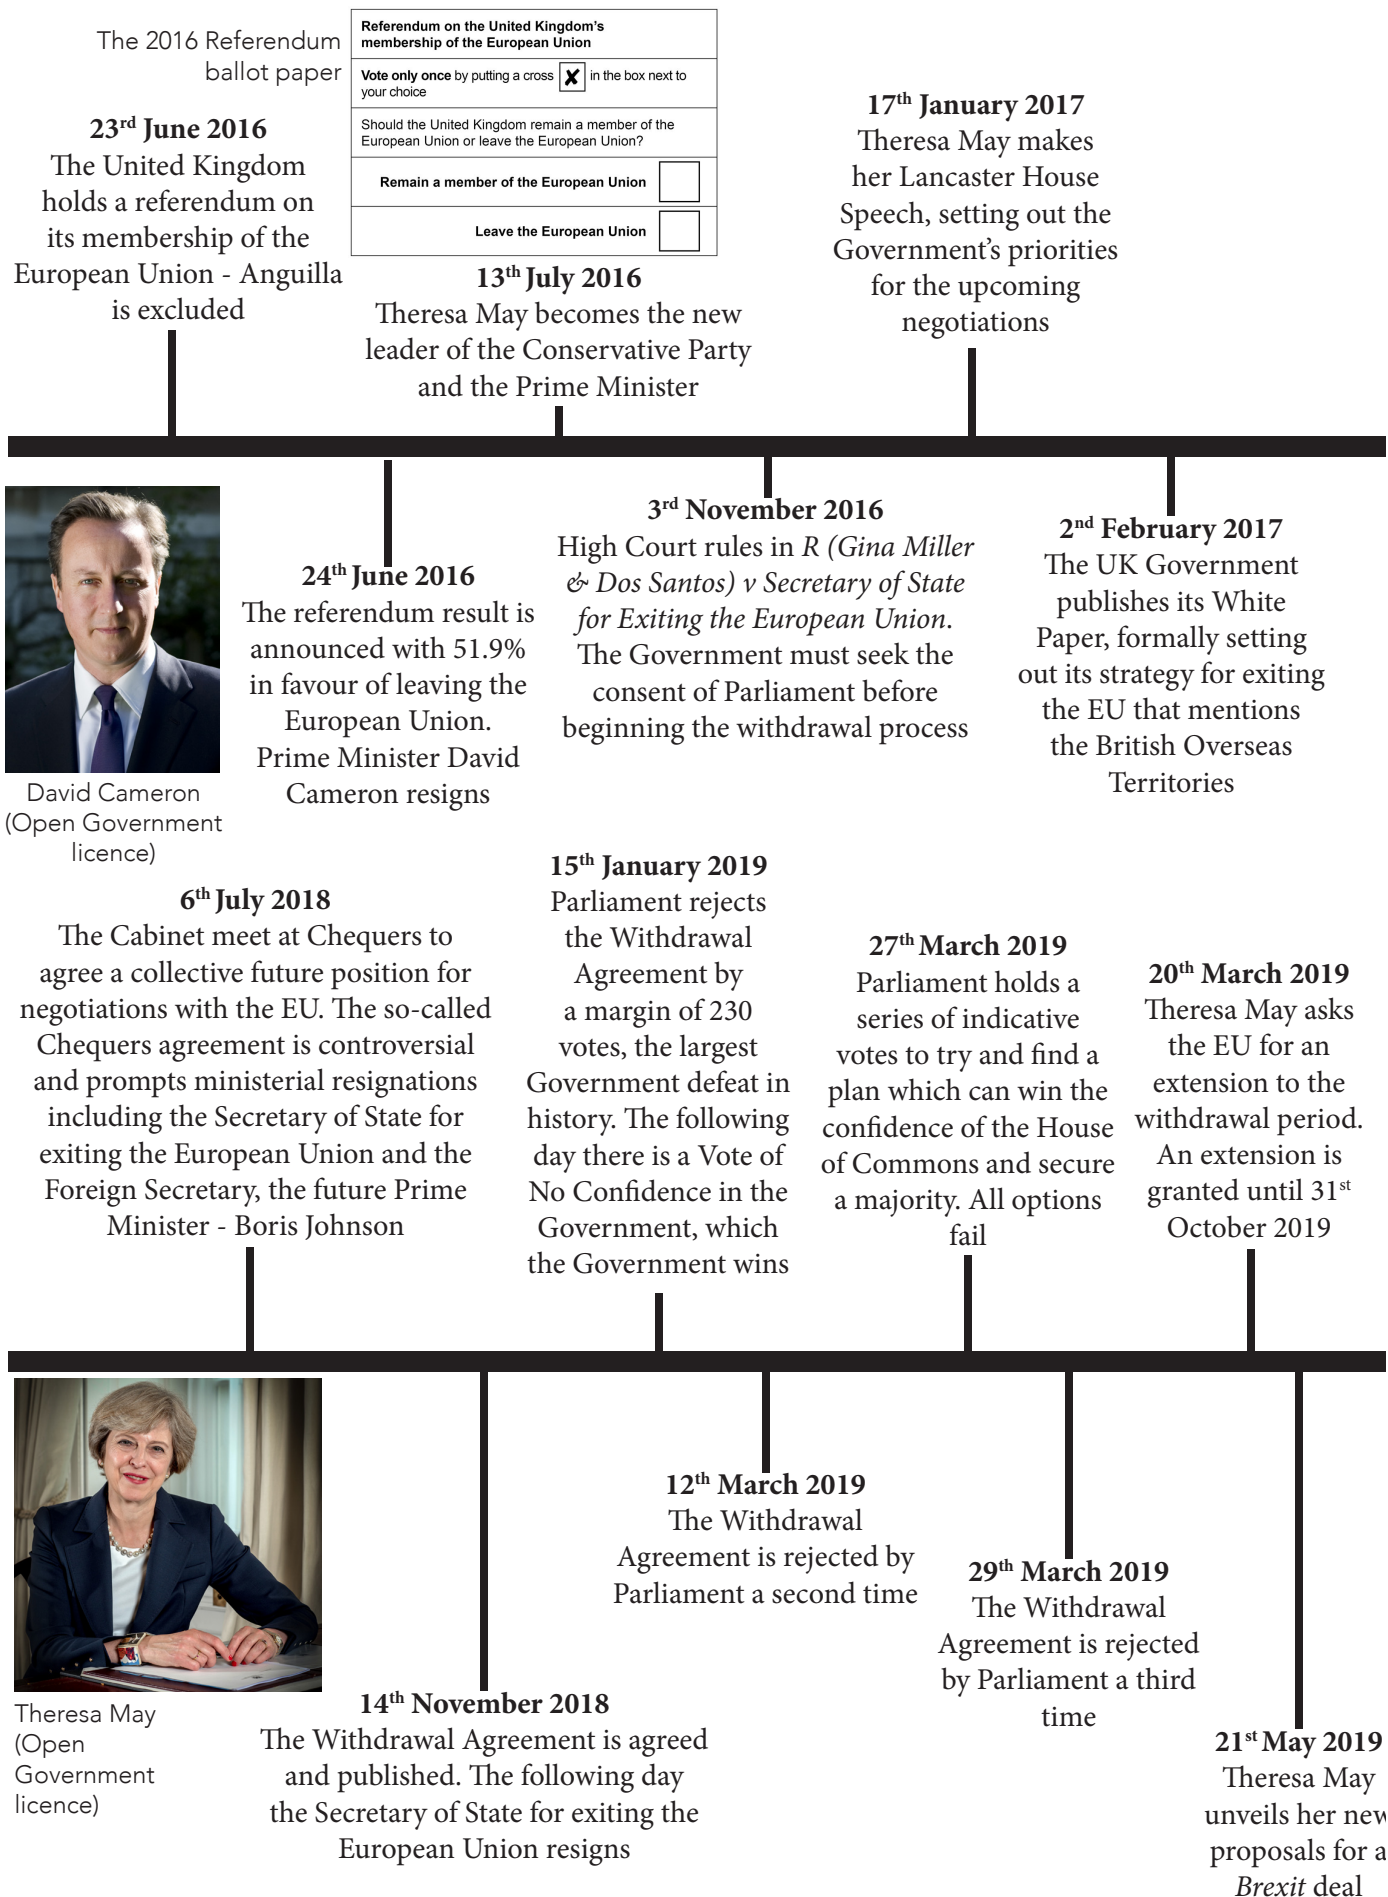 The 2016 Referendum
ballot paper
Referendum on the United Kingdom's
membership of the European Union
Vote only once by putting a cross ✘ in the box next to
your choice
Should the United Kingdom remain a member of the
European Union or leave the European Union?
Remain a member of the European Union
Leave the European Union
23rd June 2016
The United Kingdom
holds a referendum on
its membership of the
European Union - Anguilla
is excluded
13th July 2016
Theresa May becomes the new
leader of the Conservative Party
and the Prime Minister
17th January 2017
Theresa May makes
her Lancaster House
Speech, setting out the
Government's priorities
for the upcoming
negotiations
David Cameron
(Open Government
licence)
24th June 2016
The referendum result is
announced with 51.9%
in favour of leaving the
European Union.
Prime Minister David
Cameron resigns
3rd November 2016
High Court rules in R (Gina Miller
& Dos Santos) v Secretary of State
for Exiting the European Union.
The Government must seek the
consent of Parliament before
beginning the withdrawal process
2nd February 2017
The UK Government
publishes its White
Paper, formally setting
out its strategy for exiting
the EU that mentions
the British Overseas
Territories
6th July 2018
The Cabinet meet at Chequers to
agree a collective future position for
negotiations with the EU. The so-called
Chequers agreement is controversial
and prompts ministerial resignations
including the Secretary of State for
exiting the European Union and the
Foreign Secretary, the future Prime
Minister - Boris Johnson
15th January 2019
Parliament rejects
the Withdrawal
Agreement by
a margin of 230
votes, the largest
Government defeat in
history. The following
day there is a Vote of
No Confidence in the
Government, which
the Government wins
27th March 2019
Parliament holds a
series of indicative
votes to try and find a
plan which can win the
confidence of the House
of Commons and secure
a majority. All options
fail
20th March 2019
Theresa May asks
the EU for an
extension to the
withdrawal period.
An extension is
granted until 31st
October 2019
Theresa May
(Open
Government
licence)
14th November 2018
The Withdrawal Agreement is agreed
and published. The following day
the Secretary of State for exiting the
European Union resigns
12th March 2019
The Withdrawal
Agreement is rejected by
Parliament a second time
29th March 2019
The Withdrawal
Agreement is rejected
by Parliament a third
time
21st May 2019
Theresa May
unveils her new
proposals for a
Brexit deal